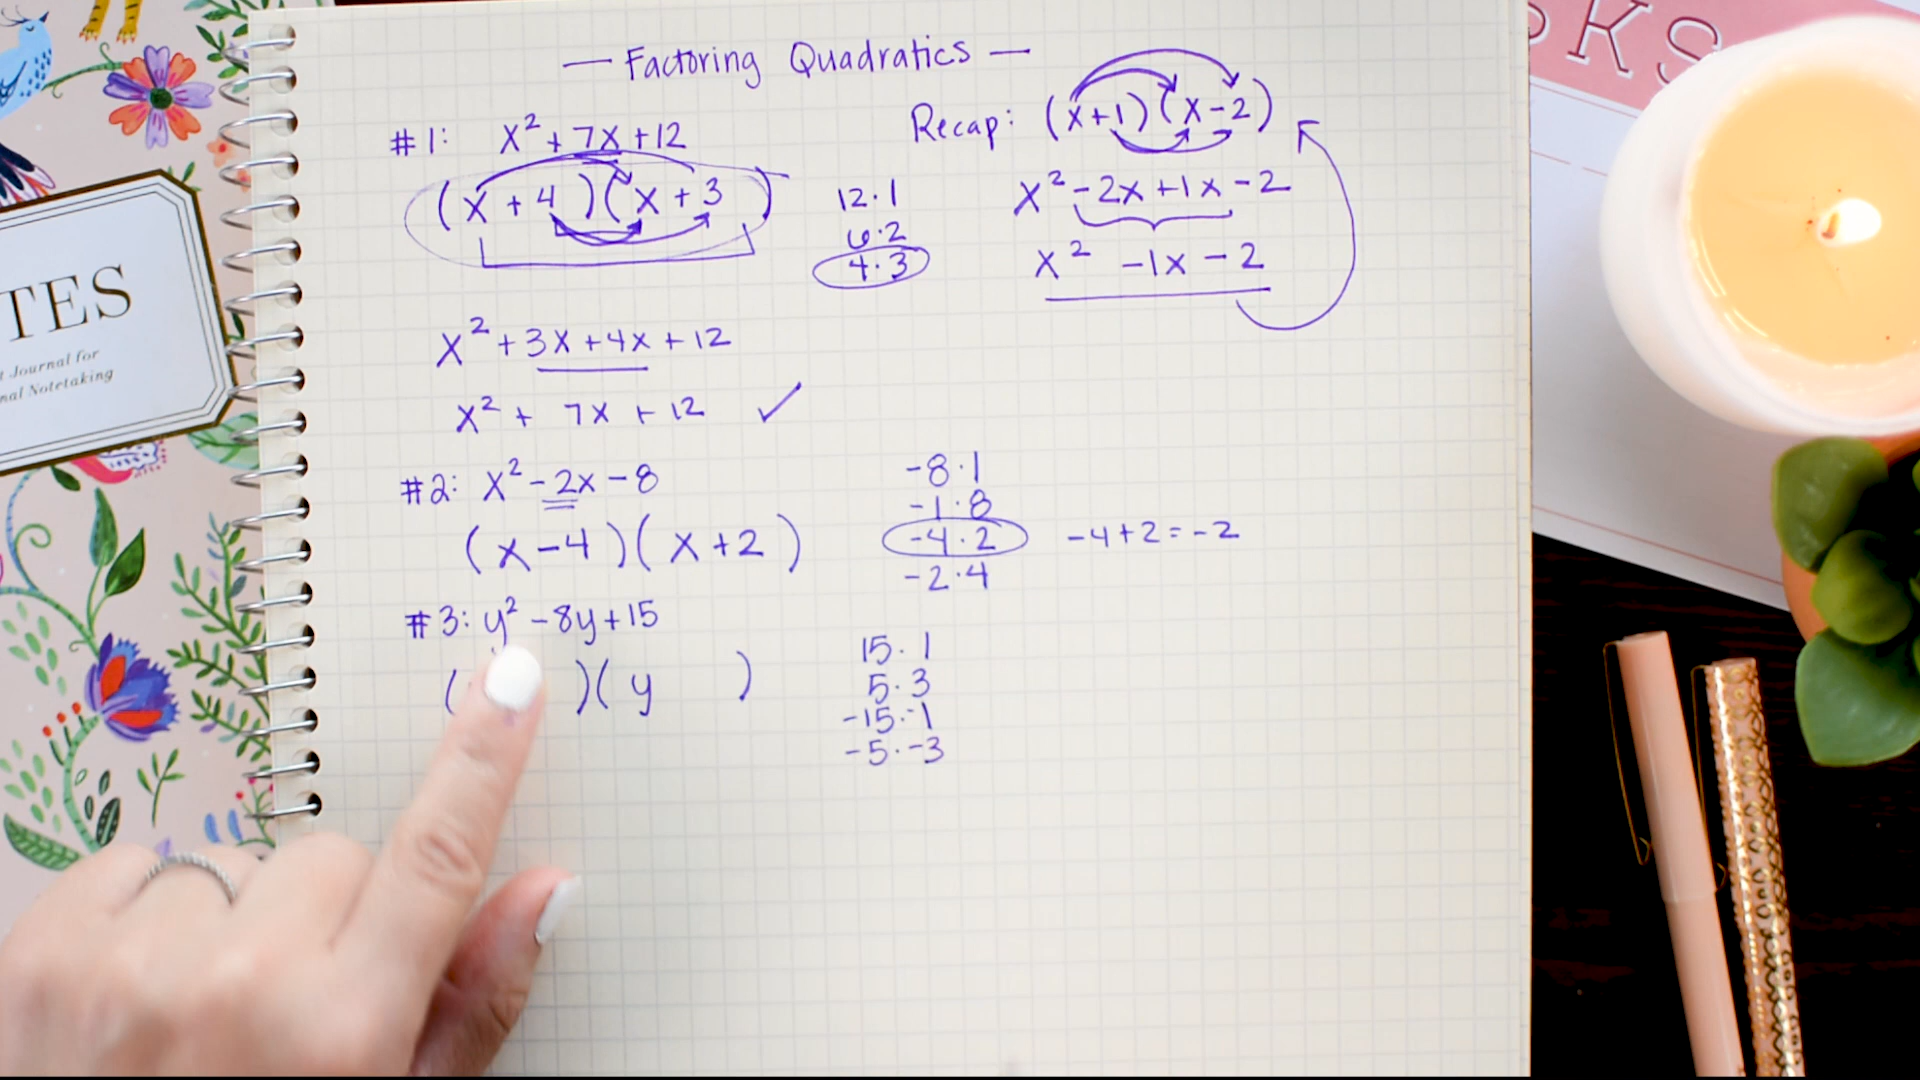 — Factoring Quadratics —
Recap: (x+1)(x-2)
x² -2x +1x -2
x² -1x -2
#1: x² + 7x +12
(x + 4)(x + 3)
12·1
6·2
4·3
x² +3x +4x +12
x² + 7x + 12 ✓
#2: x² -2x -8
(x -4)(x +2)
-8·1
-1·8
-4·2
-2·4
-4+2=-2
#3: y² -8y+15
( )(y )
15·1
5·3
-15·-1
-5·-3
TES
Journal for
Notetaking
SKS